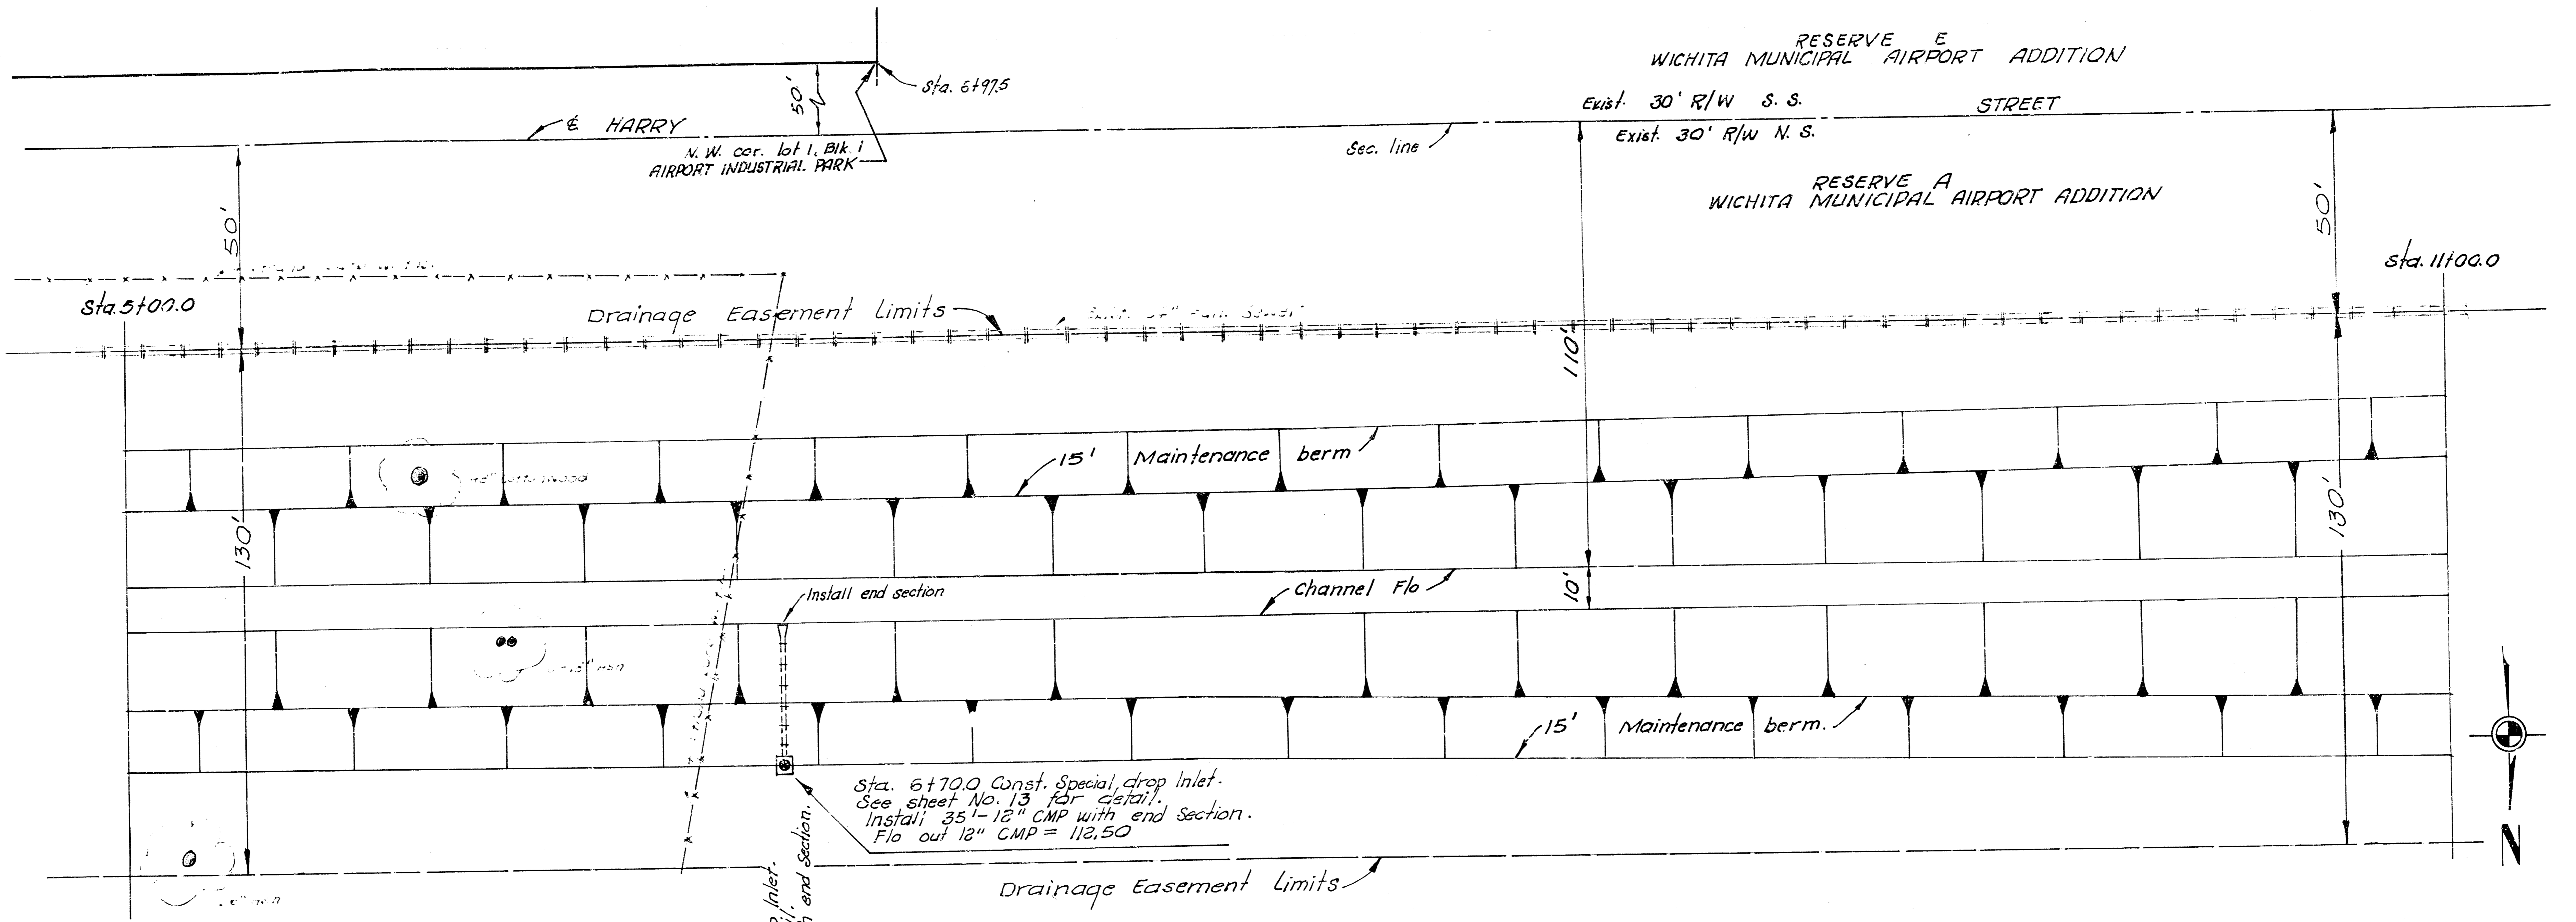 RESERVE E
WICHITA MUNICIPAL AIRPORT ADDITION
50'
Sta. 6+97.5
Exist. 30' R/W S. S.
STREET
℄ HARRY
Exist. 30' R/W N. S.
N. W. cor. lot 1, Blk. 1
AIRPORT INDUSTRIAL PARK
Sec. line
RESERVE A
WICHITA MUNICIPAL AIRPORT ADDITION
50'
50'
Sta. 5+00.0
Sta. 11+00.0
Drainage Easement Limits
110'
15' Maintenance berm
130'
130'
Install end section
Channel Flo
10'
15' Maintenance berm.
Sta. 6+70.0 Const. Special drop Inlet.
See sheet No. 13 for detail.
Install 35'-12" CMP with end Section.
Flo out 12" CMP = 112.50
Inlet.
end Section.
Drainage Easement Limits
N